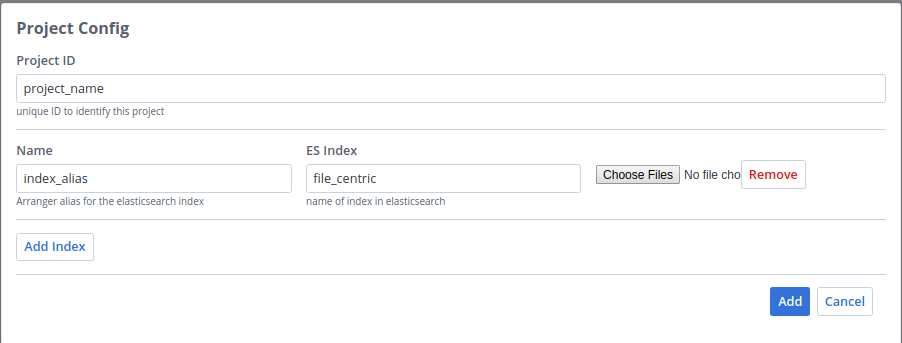 Project Config
Project ID
project_name
unique ID to identify this project
Name ES Index
index_alias file_centric Choose Files No file cho Remove
Arranger alias for the elasticsearch index name of index in elasticsearch
Add Index
Add Cancel